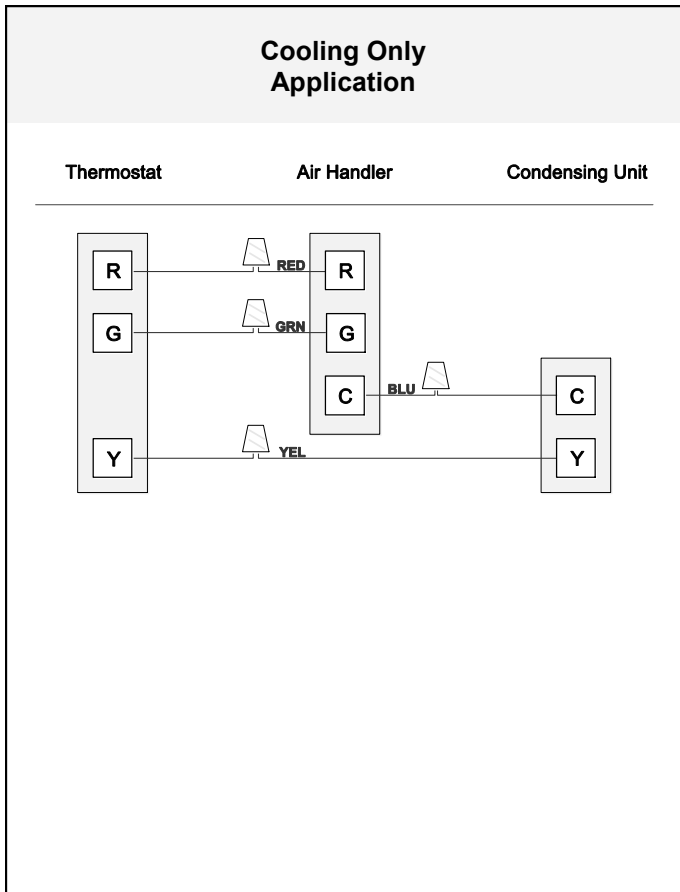 Cooling Only
Application
Thermostat Air Handler Condensing Unit
R RED R
G GRN G
C BLU C
Y YEL Y